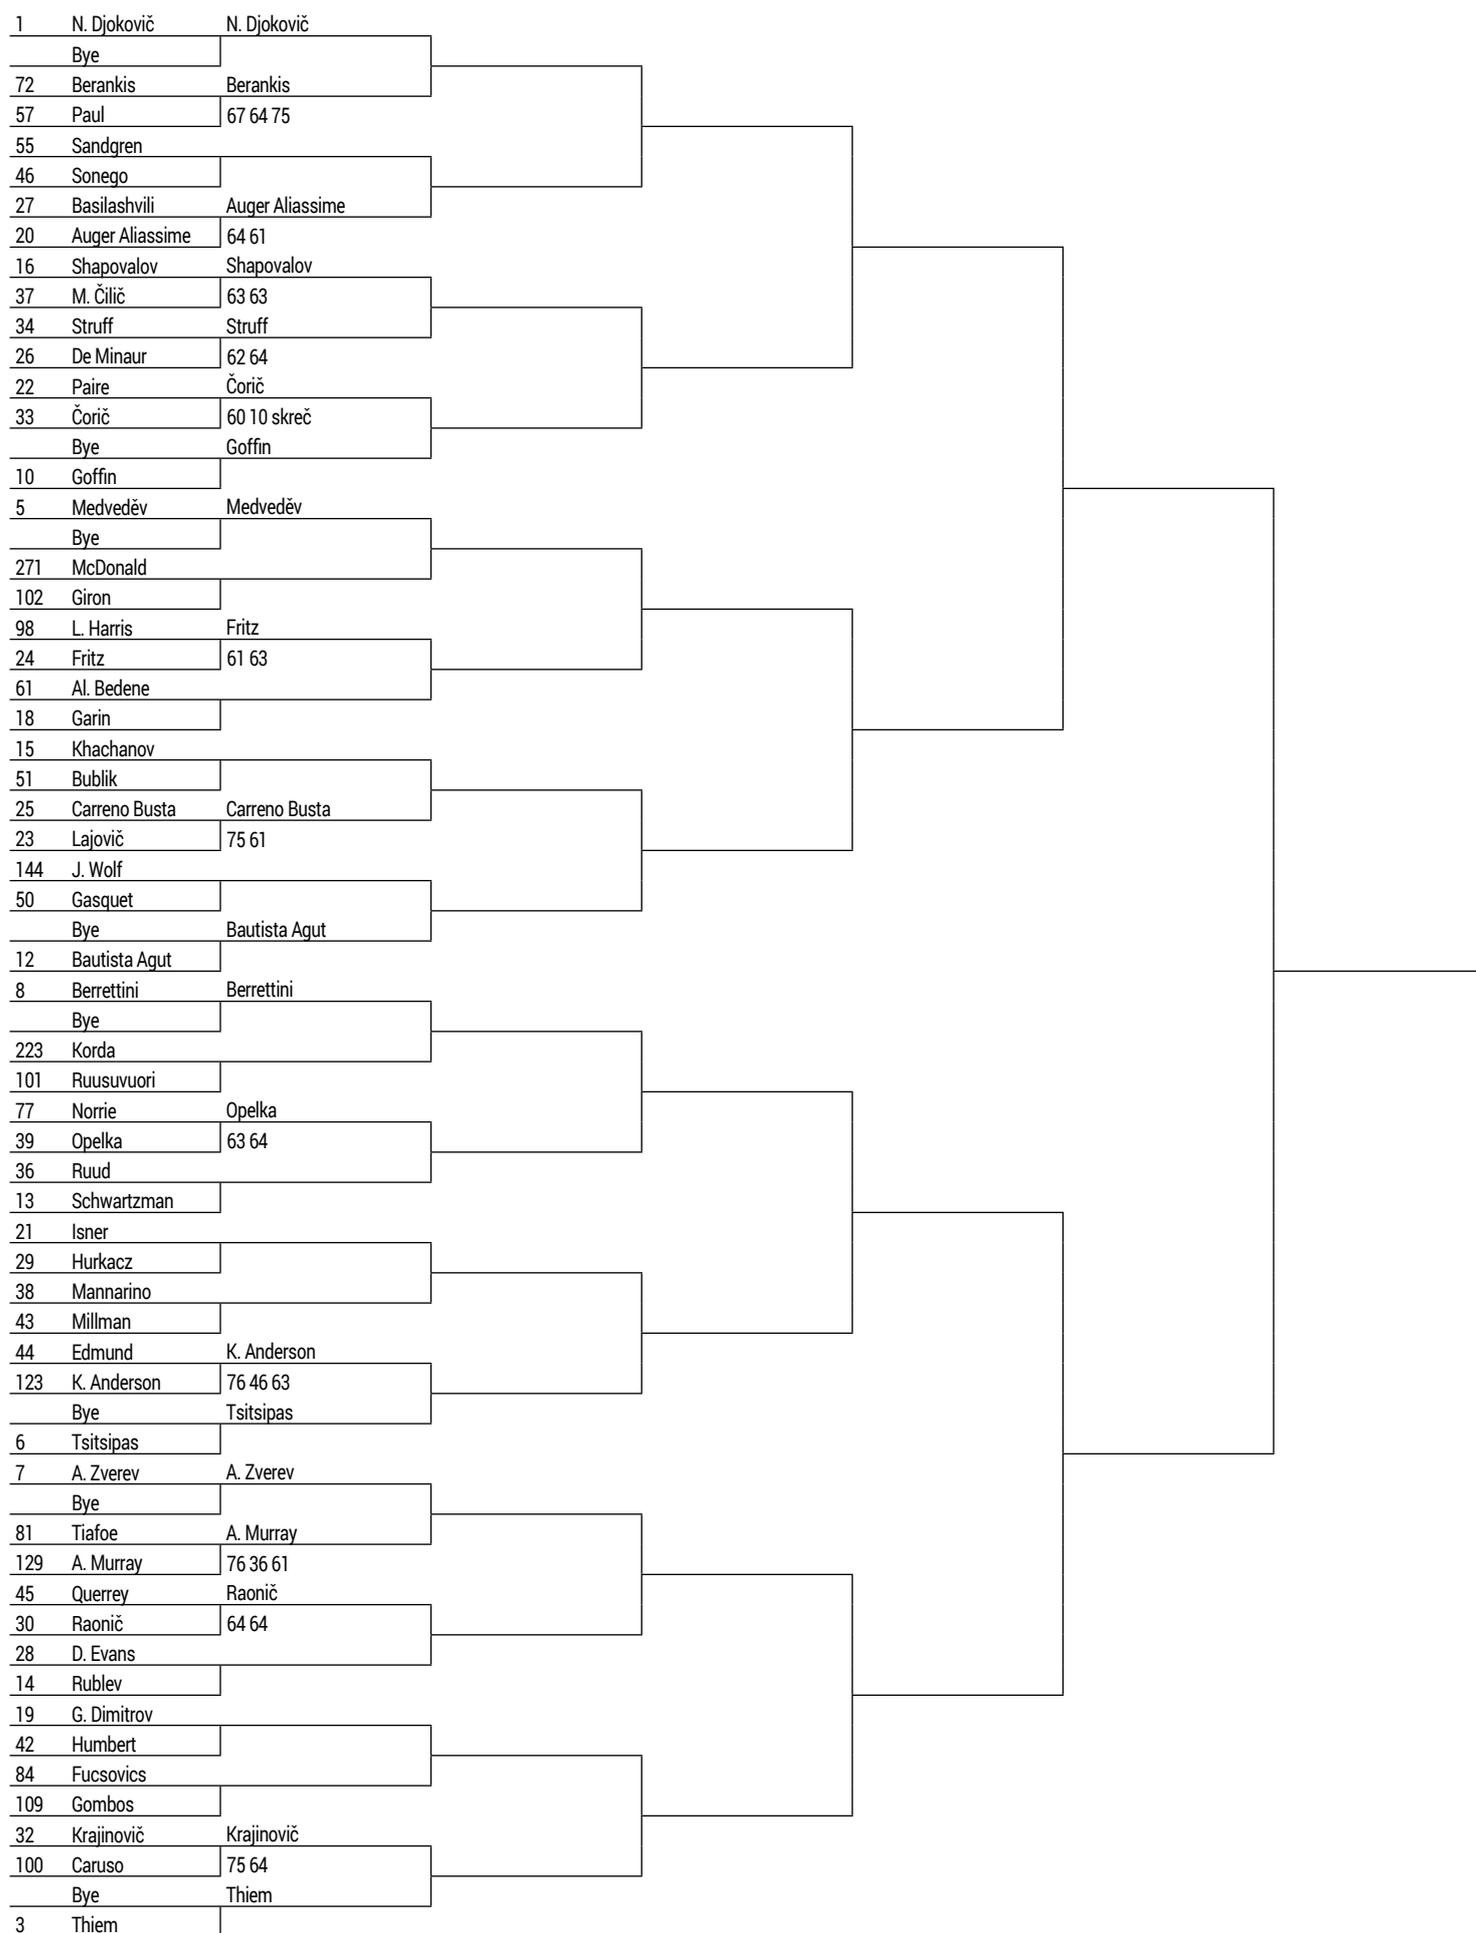 1 N. Djokovič N. Djokovič
Bye
72 Berankis Berankis
57 Paul 67 64 75
55 Sandgren
46 Sonego
27 Basilashvili Auger Aliassime
20 Auger Aliassime 64 61
16 Shapovalov Shapovalov
37 M. Čilič 63 63
34 Struff Struff
26 De Minaur 62 64
22 Paire Čorič
33 Čorič 60 10 skreč
Bye Goffin
10 Goffin
5 Medveděv Medveděv
Bye
271 McDonald
102 Giron
98 L. Harris Fritz
24 Fritz 61 63
61 Al. Bedene
18 Garin
15 Khachanov
51 Bublik
25 Carreno Busta Carreno Busta
23 Lajovič 75 61
144 J. Wolf
50 Gasquet
Bye Bautista Agut
12 Bautista Agut
8 Berrettini Berrettini
Bye
223 Korda
101 Ruusuvuori
77 Norrie Opelka
39 Opelka 63 64
36 Ruud
13 Schwartzman
21 Isner
29 Hurkacz
38 Mannarino
43 Millman
44 Edmund K. Anderson
123 K. Anderson 76 46 63
Bye Tsitsipas
6 Tsitsipas
7 A. Zverev A. Zverev
Bye
81 Tiafoe A. Murray
129 A. Murray 76 36 61
45 Querrey Raonič
30 Raonič 64 64
28 D. Evans
14 Rublev
19 G. Dimitrov
42 Humbert
84 Fucsovics
109 Gombos
32 Krajinovič Krajinovič
100 Caruso 75 64
Bye Thiem
3 Thiem